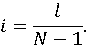 i = l / (N − 1).